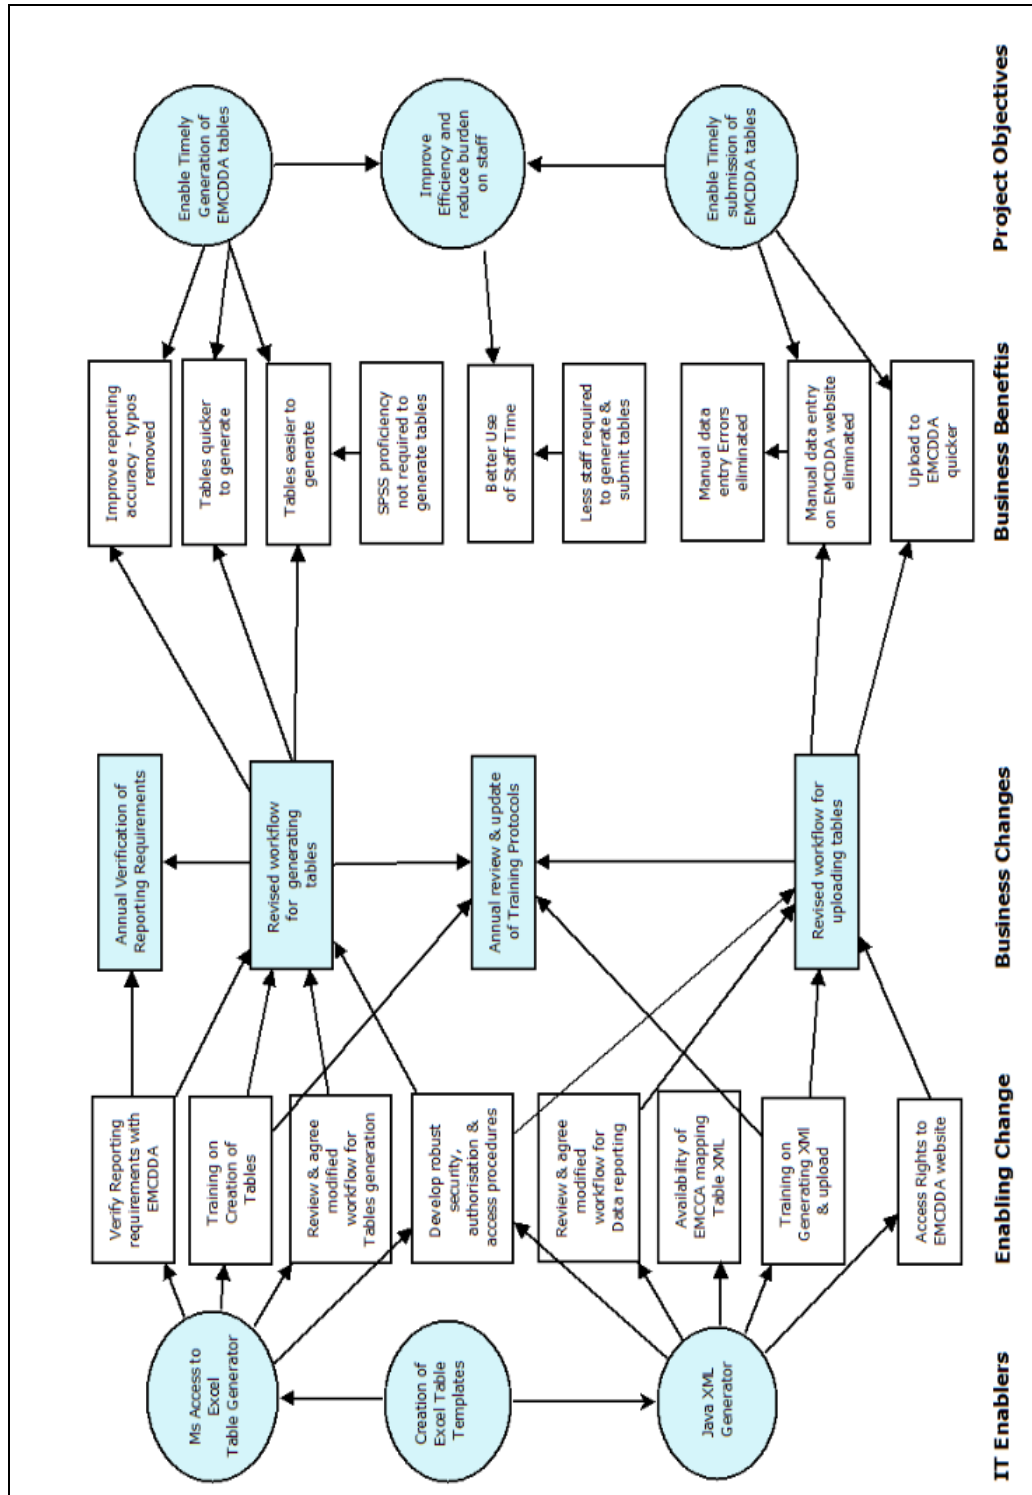 Enable Timely
Generation of
EMCDDA tables
Improve
Efficiency and
reduce burden
on staff
Enable Timely
submission of
EMCDDA tables
Project Objectives
Improve reporting
accuracy - typos
removed
Tables quicker
to generate
Tables easier to
generate
SPSS proficiency
not required to
generate tables
Better Use
of Staff Time
Less staff required
to generate &
submit tables
Manual data
entry Errors
eliminated
Manual data entry
on EMCDDA website
eliminated
Upload to
EMCDDA
quicker
Business Beneftis
Annual Verification of
Reporting Requirements
Revised workflow
for generating
tables
Annual review & update
of Training Protocols
Revised workflow for
uploading tables
Business Changes
Verify Reporting
requirements with
EMCDDA
Training on
Creation of
Tables
Review & agree
modified
workflow for
Tables generation
Develop robust
security,
authorisation &
access procedures
Review & agree
modified
workflow for
Data reporting
Availability of
EMCCA mapping
Table XML
Training on
Generating XMl
& upload
Access Rights to
EMCDDA website
Enabling Change
Ms Access to
Excel
Table Generator
Creation of
Excel Table
Templates
Java XML
Generator
IT Enablers